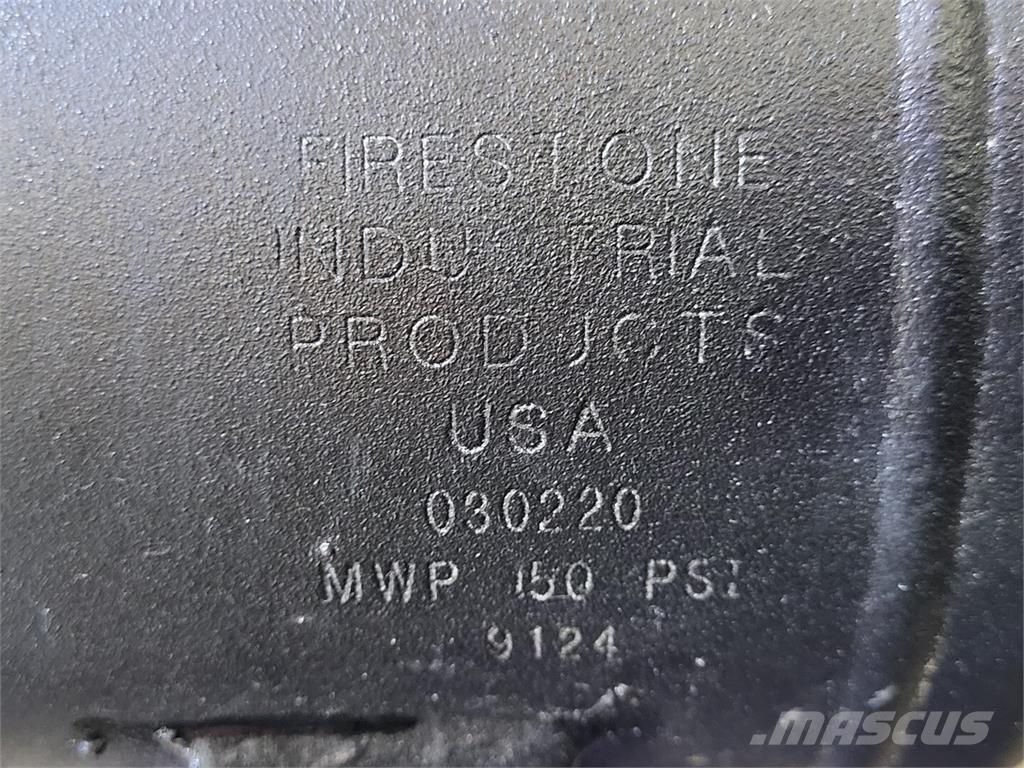 FIRESTONE
INDUSTRIAL
PRODUCTS
USA
030220
MWP 150 PSI
9124
MASCUS